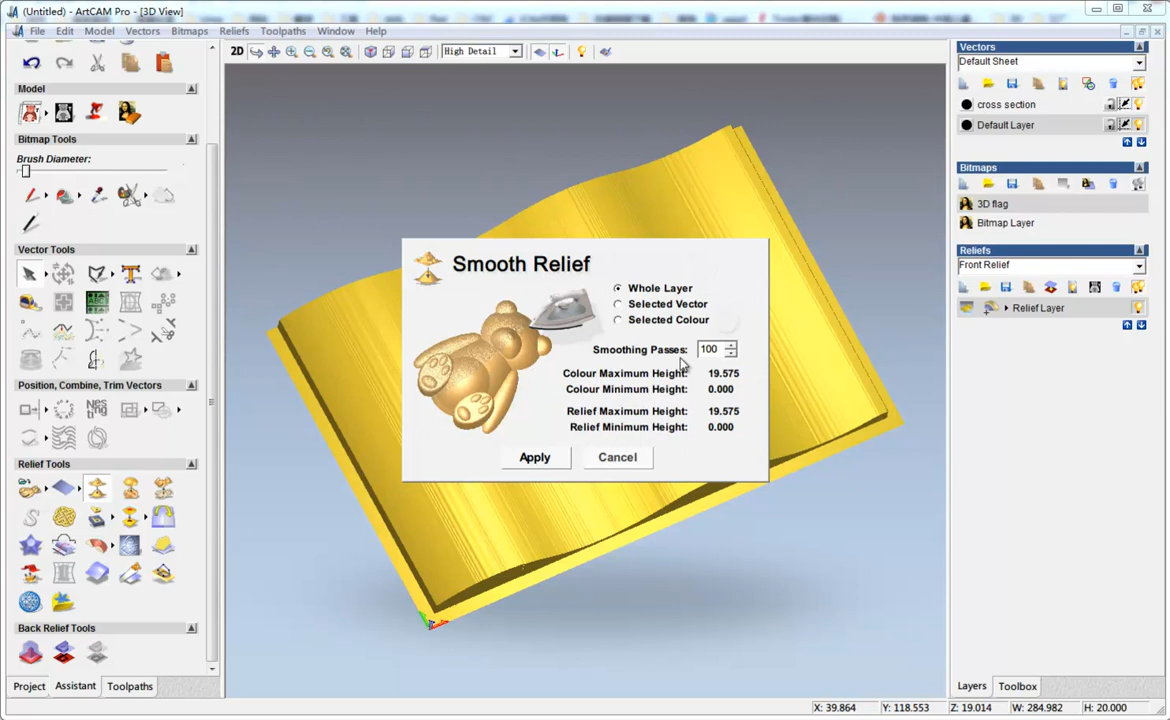 (Untitled) - ArtCAM Pro - [3D View]
File Edit Model Vectors Bitmaps Reliefs Toolpaths Window Help
2D High Detail
Model
Bitmap Tools
Brush Diameter:
Vector Tools
Position, Combine, Trim Vectors
Relief Tools
Back Relief Tools
Project Assistant Toolpaths
Smooth Relief
Whole Layer
Selected Vector
Selected Colour
Smoothing Passes: 100
Colour Maximum Height: 19.575
Colour Minimum Height: 0.000
Relief Maximum Height: 19.575
Relief Minimum Height: 0.000
Apply Cancel
Vectors
Default Sheet
cross section
Default Layer
Bitmaps
3D flag
Bitmap Layer
Reliefs
Front Relief
Relief Layer
Layers Toolbox
X: 39.864 Y: 118.553 Z: 19.014 W: 284.982 H: 20.000